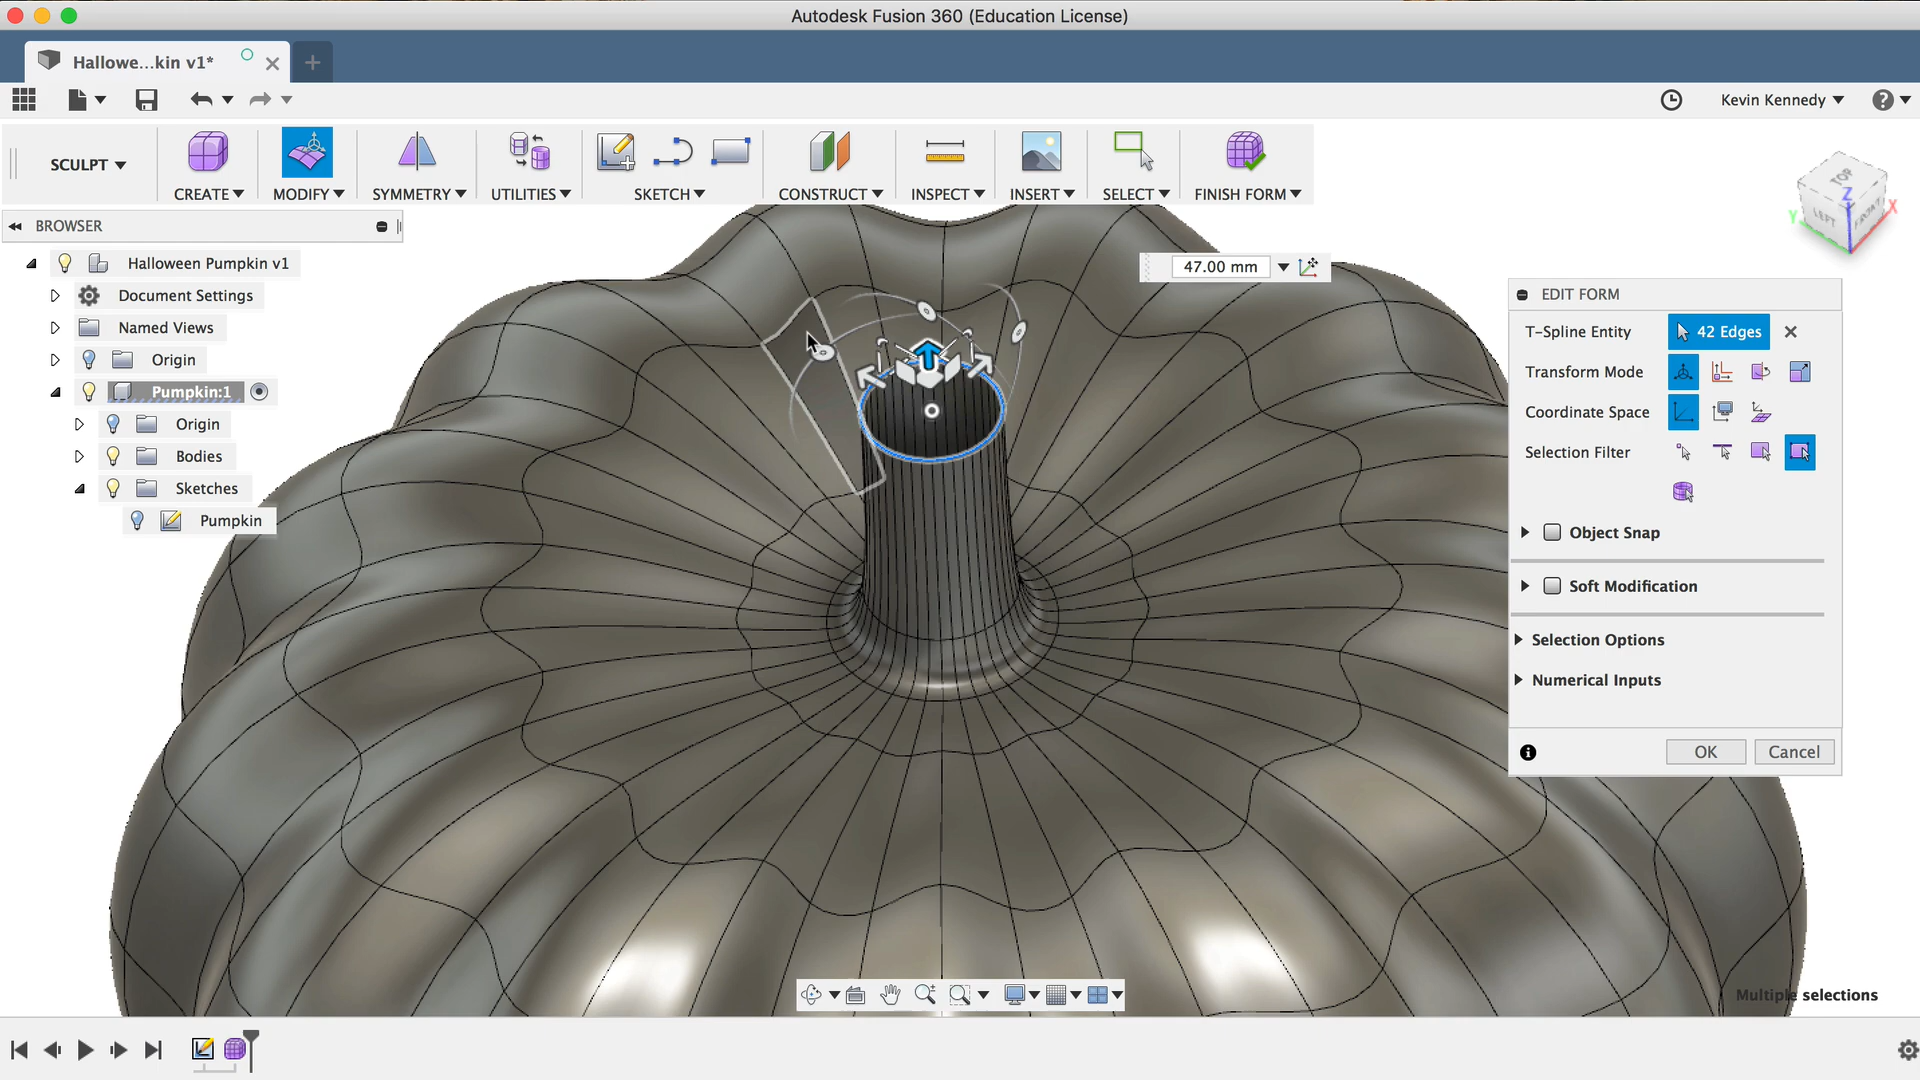 Autodesk Fusion 360 (Education License)
Hallowe...kin v1*
Kevin Kennedy
SCULPT
CREATE
MODIFY
SYMMETRY
UTILITIES
SKETCH
CONSTRUCT
INSPECT
INSERT
SELECT
FINISH FORM
TOP
LEFT
FRONT
Z
X
Y
BROWSER
Halloween Pumpkin v1
Document Settings
Named Views
Origin
Pumpkin:1
Origin
Bodies
Sketches
Pumpkin
47.00 mm
EDIT FORM
T-Spline Entity
42 Edges
Transform Mode
Coordinate Space
Selection Filter
Object Snap
Soft Modification
Selection Options
Numerical Inputs
OK
Cancel
Multiple selections